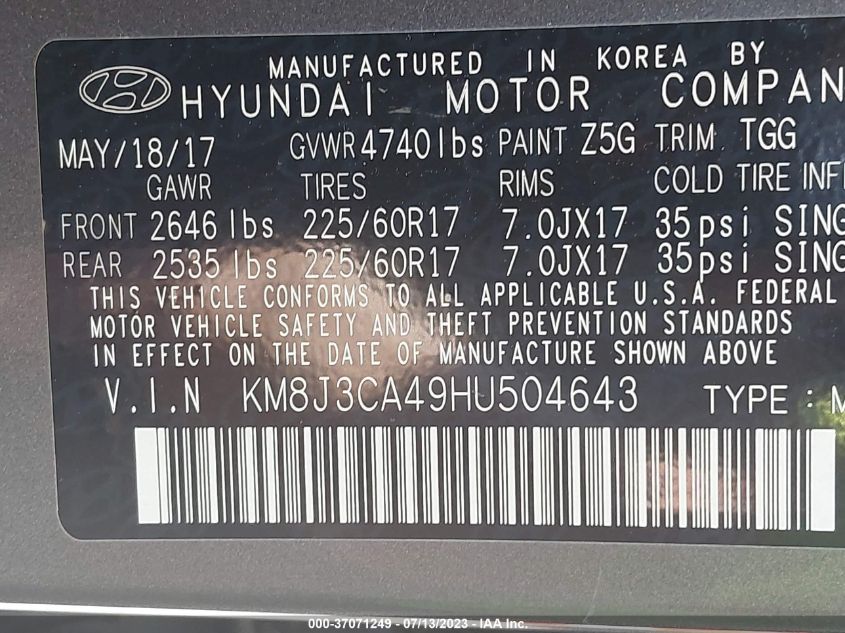 MANUFACTURED IN KOREA BY
HYUNDAI MOTOR COMPAN
MAY/18/17 GVWR 4740lbs PAINT Z5G TRIM TGG
GAWR TIRES RIMS COLD TIRE INFL
FRONT 2646 lbs 225/60R17 7.0JX17 35psi SING
REAR 2535 lbs 225/60R17 7.0JX17 35psi SING
THIS VEHICLE CONFORMS TO ALL APPLICABLE U.S.A. FEDERAL
MOTOR VEHICLE SAFETY AND THEFT PREVENTION STANDARDS
IN EFFECT ON THE DATE OF MANUFACTURE SHOWN ABOVE
V.I.N KM8J3CA49HU504643 TYPE : M
000-37071249 - 07/13/2023 - IAA Inc.